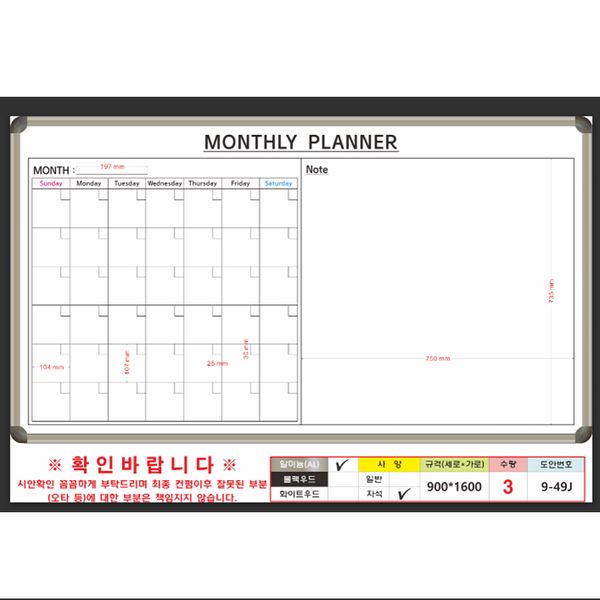 MONTHLY PLANNER
MONTH : 197 mm
Note
Sunday Monday Tuesday Wednesday Thursday Friday Saturday
735 mm
30 mm
107 mm
750 mm
25 mm
104 mm
※ 확인바랍니다 ※
시안확인 꼼꼼하게 부탁드리며 최종 컨펌이후 잘못된 부분
(오타 등)에 대한 부분은 책임지지 않습니다.
알미늄(AL) 사 양 규격(세로*가로) 수량 도안번호
블랙우드 일반
900*1600 3 9-49J
화이트우드 자석